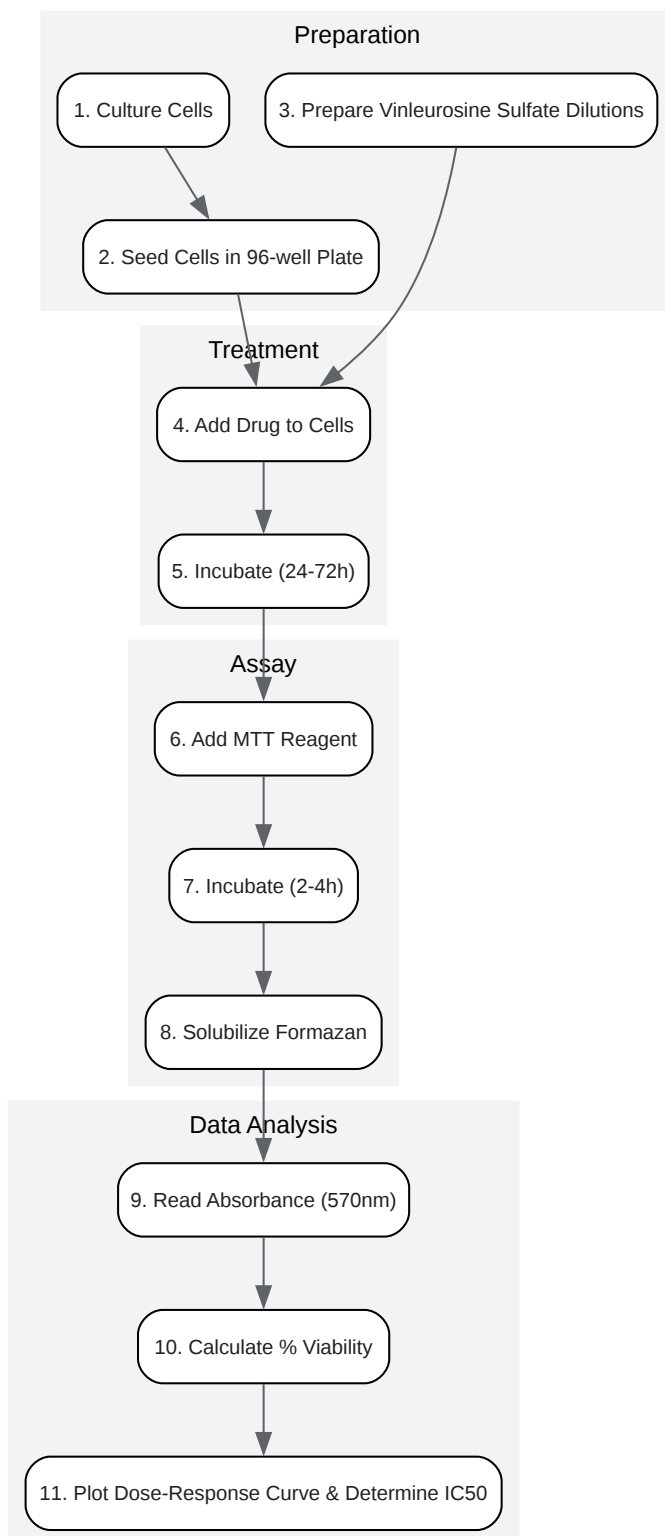 Preparation
1. Culture Cells
3. Prepare Vinleurosine Sulfate Dilutions
2. Seed Cells in 96-well Plate
Treatment
4. Add Drug to Cells
5. Incubate (24-72h)
Assay
6. Add MTT Reagent
7. Incubate (2-4h)
8. Solubilize Formazan
Data Analysis
9. Read Absorbance (570nm)
10. Calculate % Viability
11. Plot Dose-Response Curve & Determine IC50